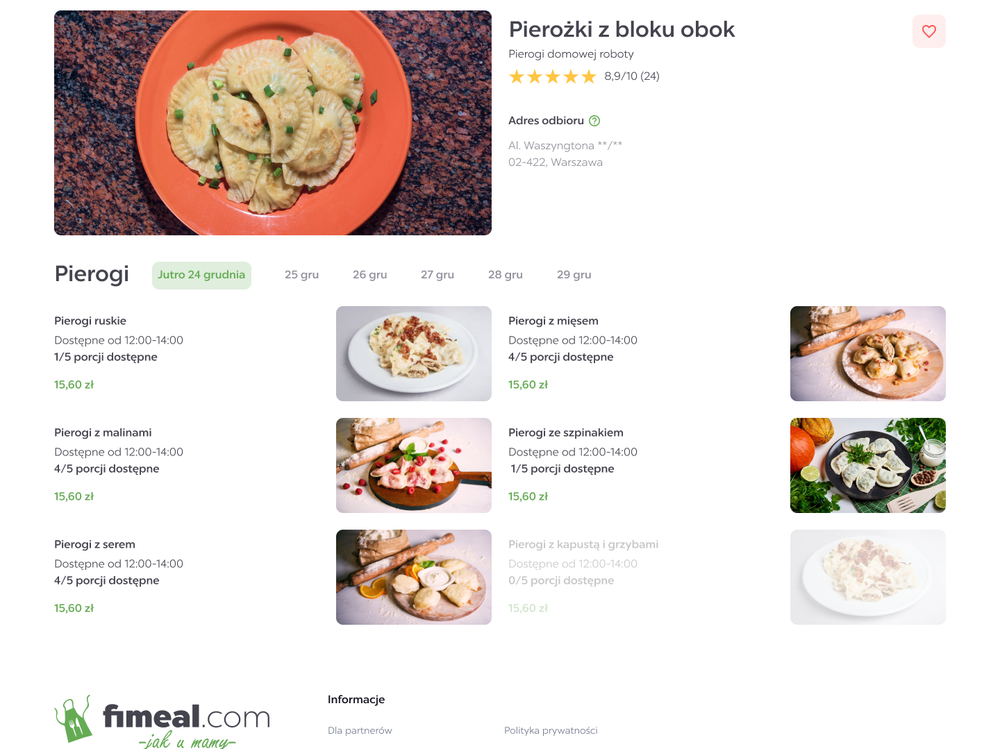 Pierożki z bloku obok
Pierogi domowej roboty
8,9/10 (24)
Adres odbioru ?
Al. Waszyngtona **/**
02-422, Warszawa
Pierogi
Jutro 24 grudnia
25 gru
26 gru
27 gru
28 gru
29 gru
Pierogi ruskie
Dostępne od 12:00-14:00
1/5 porcji dostępne
15,60 zł
Pierogi z mięsem
Dostępne od 12:00-14:00
4/5 porcji dostępne
15,60 zł
Pierogi z malinami
Dostępne od 12:00-14:00
4/5 porcji dostępne
15,60 zł
Pierogi ze szpinakiem
Dostępne od 12:00-14:00
1/5 porcji dostępne
15,60 zł
Pierogi z serem
Dostępne od 12:00-14:00
4/5 porcji dostępne
15,60 zł
Pierogi z kapustą i grzybami
Dostępne od 12:00-14:00
0/5 porcji dostępne
15,60 zł
fimeal.com
-jak u mamy-
Informacje
Dla partnerów
Polityka prywatności